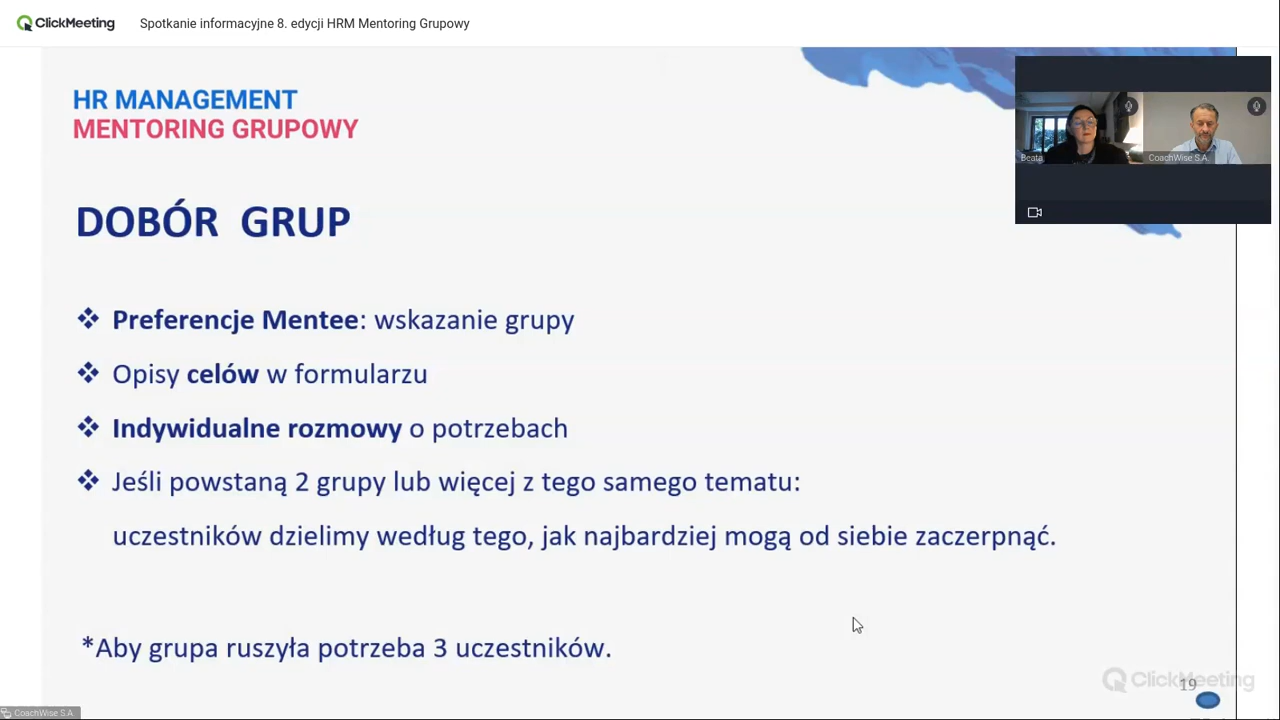 ClickMeeting
Spotkanie informacyjne 8. edycji HRM Mentoring Grupowy
HR MANAGEMENT
MENTORING GRUPOWY
Beata
CoachWise S.A.
DOBÓR GRUP
❖ Preferencje Mentee: wskazanie grupy
❖ Opisy celów w formularzu
❖ Indywidualne rozmowy o potrzebach
❖ Jeśli powstaną 2 grupy lub więcej z tego samego tematu:
uczestników dzielimy według tego, jak najbardziej mogą od siebie zaczerpnąć.
*Aby grupa ruszyła potrzeba 3 uczestników.
ClickMeeting
19
CoachWise S.A.